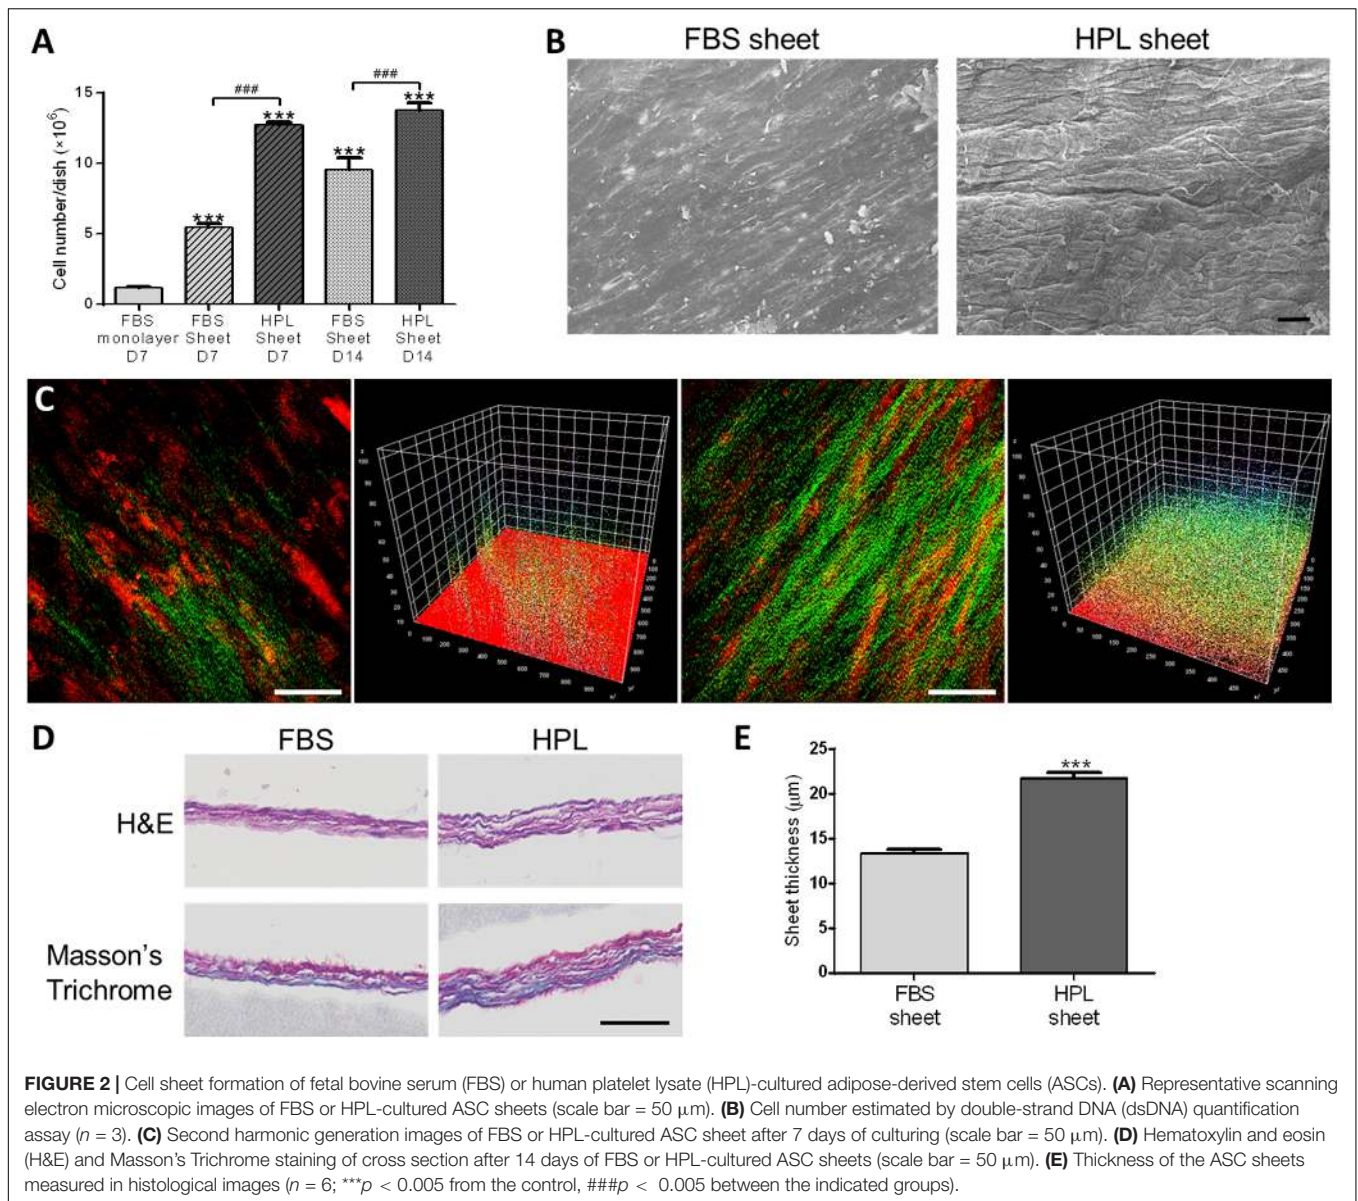 A
###
###
***
***
***
***
15
10
5
0
Cell number/dish (×10⁶)
FBS monolayer D7
FBS Sheet D7
HPL Sheet D7
FBS Sheet D14
HPL Sheet D14
B
FBS sheet
HPL sheet
C
D
FBS
HPL
H&E
Masson's
Trichrome
E
25
20
15
10
5
0
Sheet thickness (μm)
***
FBS
sheet
HPL
sheet
FIGURE 2 | Cell sheet formation of fetal bovine serum (FBS) or human platelet lysate (HPL)-cultured adipose-derived stem cells (ASCs). (A) Representative scanning
electron microscopic images of FBS or HPL-cultured ASC sheets (scale bar = 50 μm). (B) Cell number estimated by double-strand DNA (dsDNA) quantification
assay (n = 3). (C) Second harmonic generation images of FBS or HPL-cultured ASC sheet after 7 days of culturing (scale bar = 50 μm). (D) Hematoxylin and eosin
(H&E) and Masson's Trichrome staining of cross section after 14 days of FBS or HPL-cultured ASC sheets (scale bar = 50 μm). (E) Thickness of the ASC sheets
measured in histological images (n = 6; ***p < 0.005 from the control, ###p < 0.005 between the indicated groups).